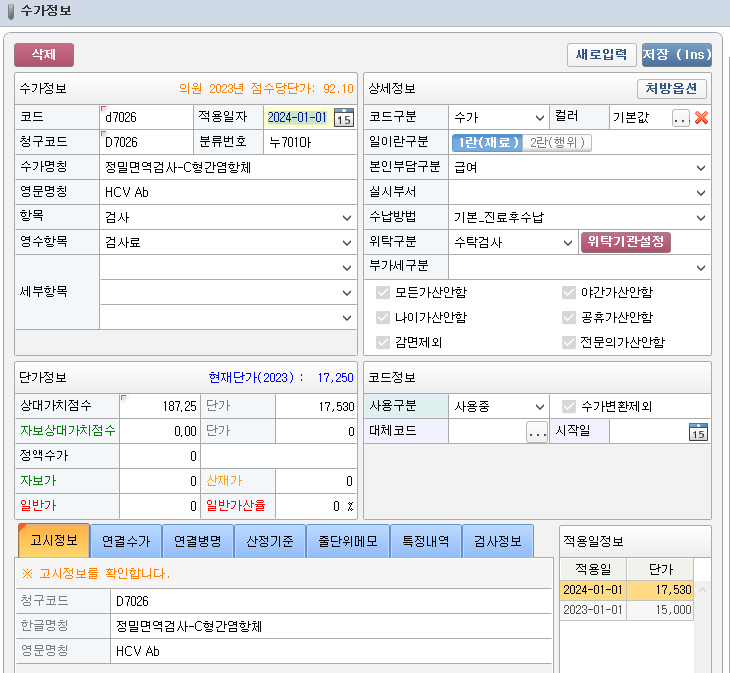 수가정보
삭제 새로입력 저장 (Ins)
수가정보 의원 2023년 점수당단가: 92.10
코드 d7026 적용일자 2024-01-01 15
청구코드 D7026 분류번호 누701아
수가명칭 정밀면역검사-C형간염항체
영문명칭 HCV Ab
항목 검사
영수항목 검사료
세부항목
상세정보 처방옵션
코드구분 수가 컬러 기본값 ..
일이란구분 1란(재료) 2란(행위)
본인부담구분 급여
실시부서
수납방법 기본_진료후수납
위탁구분 수탁검사 위탁기관설정
부가세구분
모든가산안함 야간가산안함
나이가산안함 공휴가산안함
감면제외 전문의가산안함
단가정보 현재단가(2023) : 17,250
상대가치점수 187.25 단가 17,530
자보상대가치점수 0.00 단가 0
정액수가 0
자보가 0 산재가 0
일반가 0 일반가산율 0 %
코드정보
사용구분 사용중 수가변환제외
대체코드 ... 시작일 15
고시정보 연결수가 연결병명 산정기준 줄단위메모 특정내역 검사정보
※ 고시정보를 확인합니다.
청구코드 D7026
한글명칭 정밀면역검사-C형간염항체
영문명칭 HCV Ab
적용일정보
적용일 단가
2024-01-01 17,530
2023-01-01 15,000